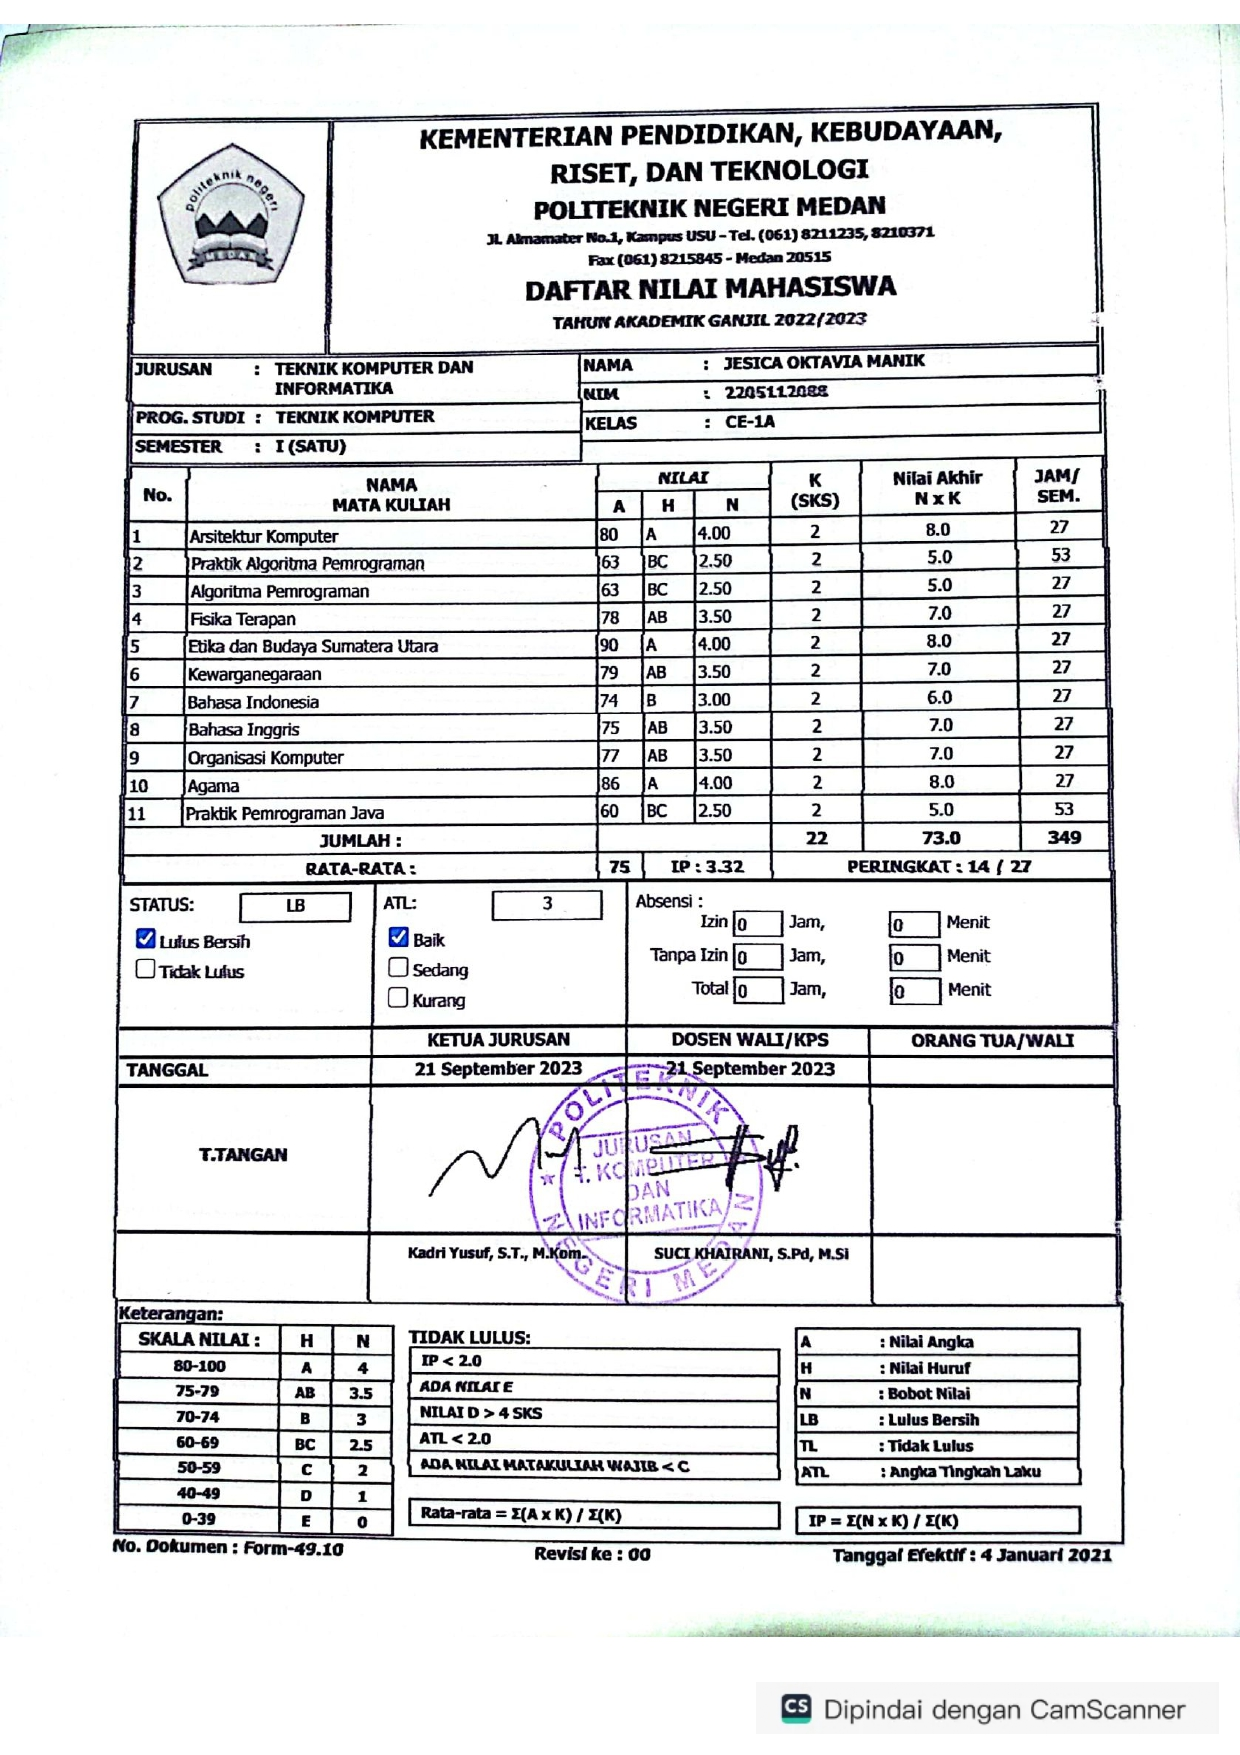 politeknik negeri
MEDAN
KEMENTERIAN PENDIDIKAN, KEBUDAYAAN,
RISET, DAN TEKNOLOGI
POLITEKNIK NEGERI MEDAN
JL Almamater No.1, Kampus USU - Tel. (061) 8211235, 8210371
Fax (061) 8215845 - Medan 20515
DAFTAR NILAI MAHASISWA
TAHUN AKADEMIK GANJIL 2022/2023
JURUSAN : TEKNIK KOMPUTER DAN
INFORMATIKA
PROG. STUDI : TEKNIK KOMPUTER
SEMESTER : I (SATU)
NAMA : JESICA OKTAVIA MANIK
NIM : 2205112088
KELAS : CE-1A
No. NAMA MATA KULIAH NILAI K (SKS) Nilai Akhir N x K JAM/ SEM.
A H N
1 Arsitektur Komputer 80 A 4.00 2 8.0 27
2 Praktik Algoritma Pemrograman 63 BC 2.50 2 5.0 53
3 Algoritma Pemrograman 63 BC 2.50 2 5.0 27
4 Fisika Terapan 78 AB 3.50 2 7.0 27
5 Etika dan Budaya Sumatera Utara 90 A 4.00 2 8.0 27
6 Kewarganegaraan 79 AB 3.50 2 7.0 27
7 Bahasa Indonesia 74 B 3.00 2 6.0 27
8 Bahasa Inggris 75 AB 3.50 2 7.0 27
9 Organisasi Komputer 77 AB 3.50 2 7.0 27
10 Agama 86 A 4.00 2 8.0 27
11 Praktik Pemrograman Java 60 BC 2.50 2 5.0 53
JUMLAH : 22 73.0 349
RATA-RATA : 75 IP : 3.32 PERINGKAT : 14 / 27
STATUS: LB
Lulus Bersih
Tidak Lulus
ATL: 3
Baik
Sedang
Kurang
Absensi :
Izin 0 Jam, 0 Menit
Tanpa Izin 0 Jam, 0 Menit
Total 0 Jam, 0 Menit
KETUA JURUSAN DOSEN WALI/KPS ORANG TUA/WALI
TANGGAL 21 September 2023 21 September 2023
T.TANGAN
POLITEKNIK
NEGERI MEDAN
JURUSAN
T. KOMPUTER
DAN
INFORMATIKA
Kadri Yusuf, S.T., M.Kom. SUCI KHAIRANI, S.Pd, M.Si
Keterangan:
SKALA NILAI : H N
80-100 A 4
75-79 AB 3.5
70-74 B 3
60-69 BC 2.5
50-59 C 2
40-49 D 1
0-39 E 0
TIDAK LULUS:
IP < 2.0
ADA NILAI E
NILAI D > 4 SKS
ATL < 2.0
ADA NILAI MATAKULIAH WAJIB < C
Rata-rata = Σ(A x K) / Σ(K)
A : Nilai Angka
H : Nilai Huruf
N : Bobot Nilai
LB : Lulus Bersih
TL : Tidak Lulus
ATL : Angka Tingkah Laku
IP = Σ(N x K) / Σ(K)
No. Dokumen : Form-49.10 Revisi ke : 00 Tanggal Efektif : 4 Januari 2021
CS Dipindai dengan CamScanner